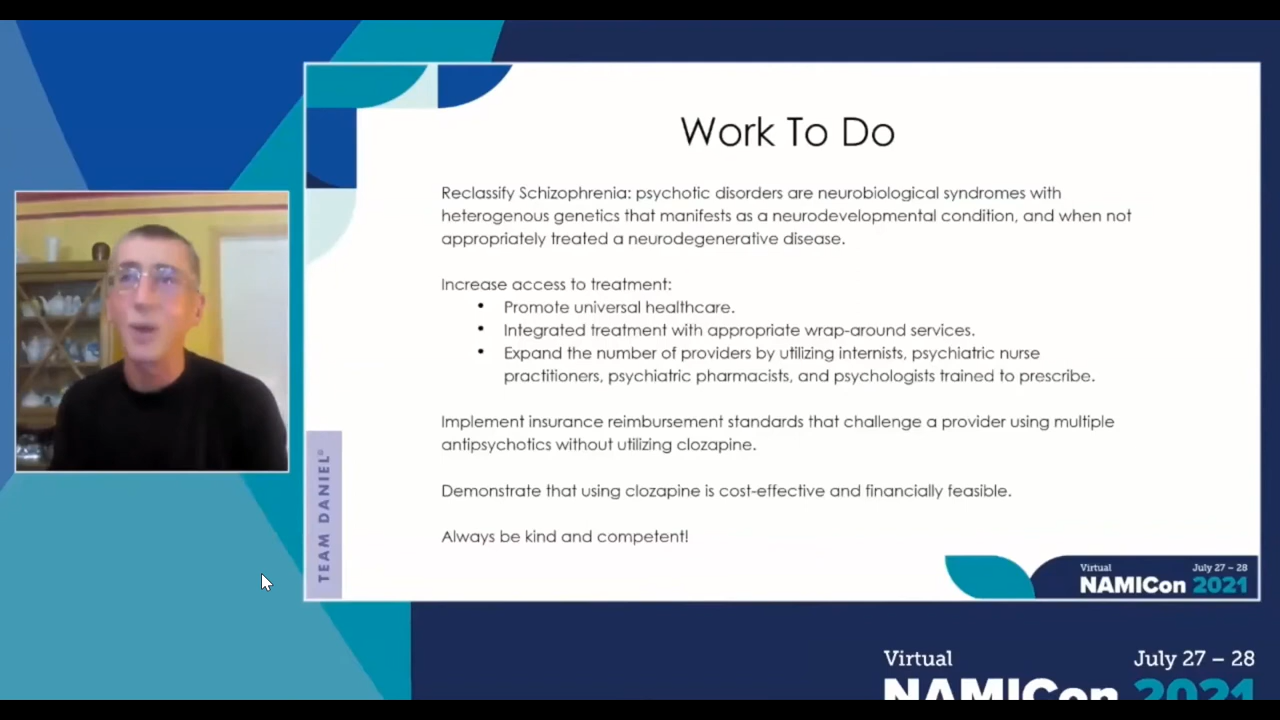 Work To Do
Reclassify Schizophrenia: psychotic disorders are neurobiological syndromes with
heterogenous genetics that manifests as a neurodevelopmental condition, and when not
appropriately treated a neurodegenerative disease.
Increase access to treatment:
• Promote universal healthcare.
• Integrated treatment with appropriate wrap-around services.
• Expand the number of providers by utilizing internists, psychiatric nurse
practitioners, psychiatric pharmacists, and psychologists trained to prescribe.
Implement insurance reimbursement standards that challenge a provider using multiple
antipsychotics without utilizing clozapine.
Demonstrate that using clozapine is cost-effective and financially feasible.
Always be kind and competent!
TEAM DANIEL®
Virtual July 27 – 28
NAMICon 2021
Virtual July 27 – 28
NAMICon 2021